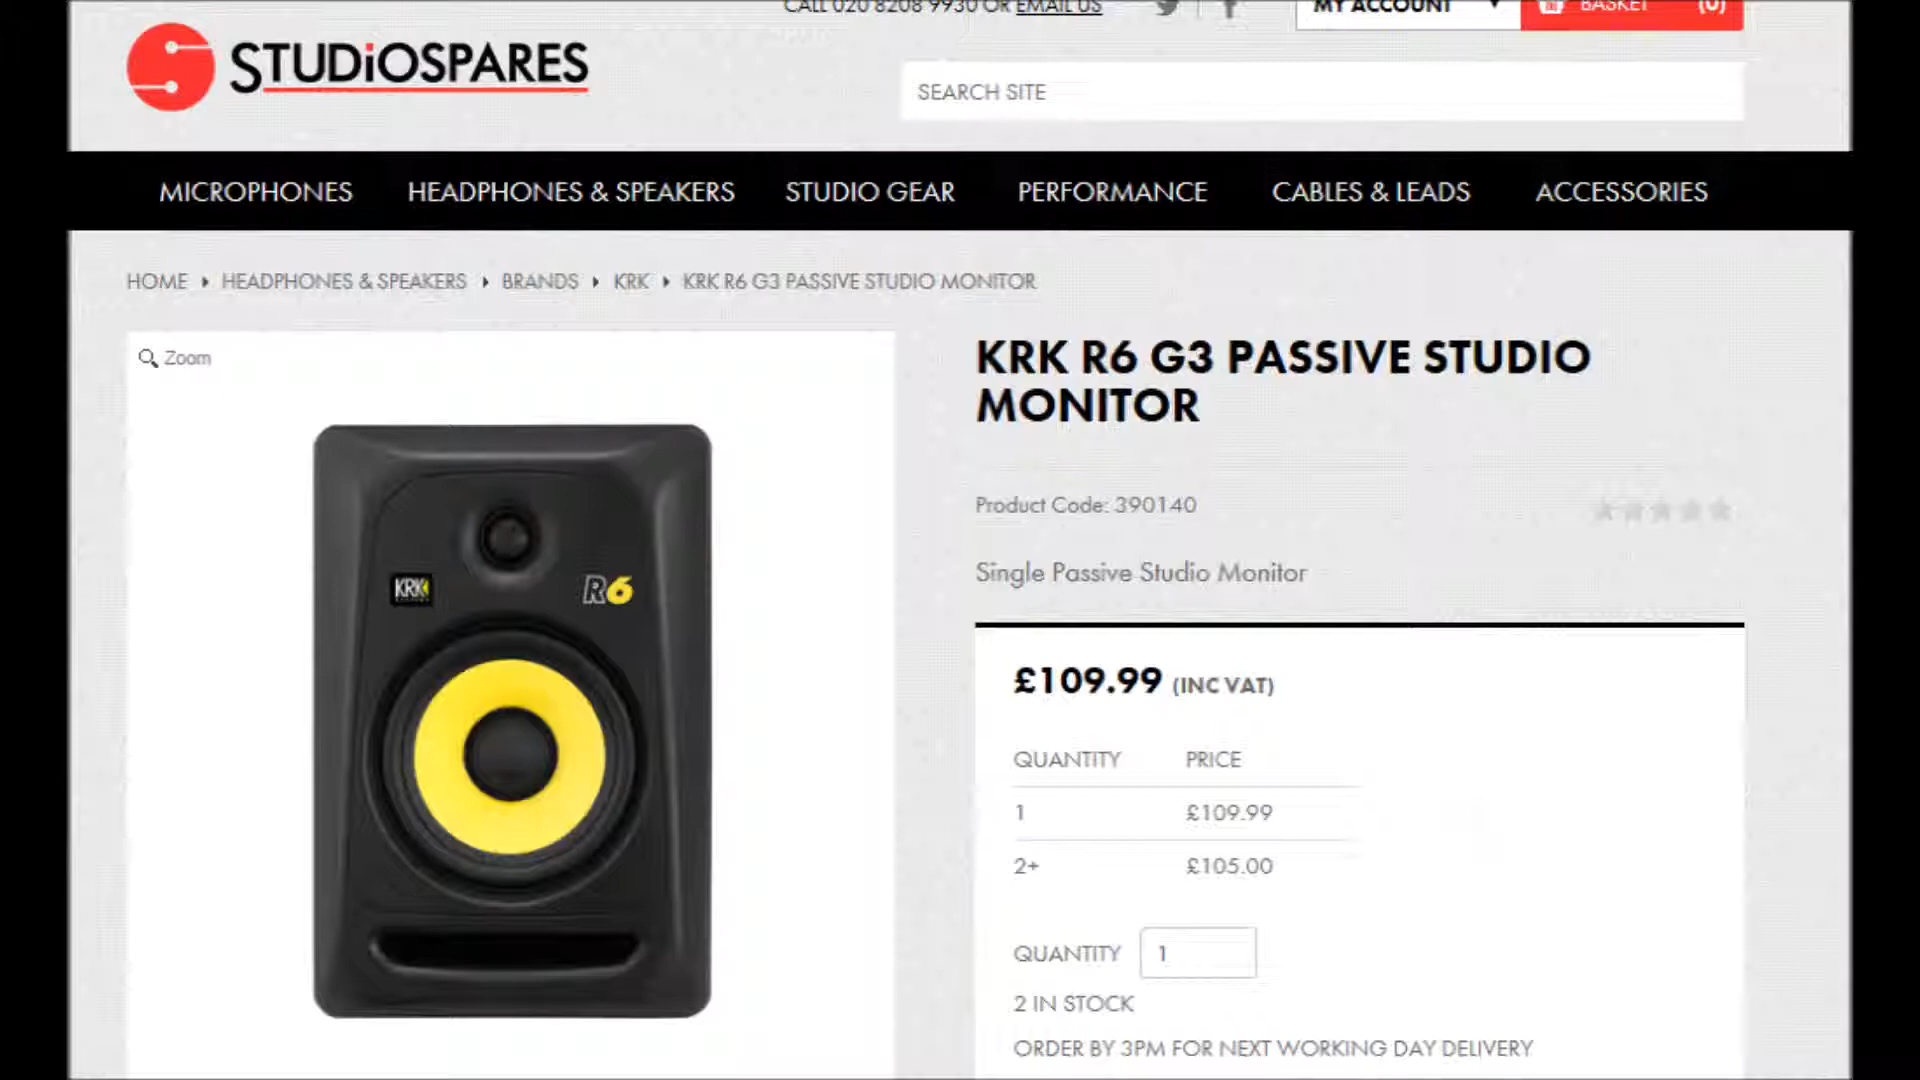 CALL 020 8208 9930 OR EMAIL US
MY ACCOUNT
BASKET (0)
STUDiOSPARES
SEARCH SITE
MICROPHONES HEADPHONES & SPEAKERS STUDIO GEAR PERFORMANCE CABLES & LEADS ACCESSORIES
HOME HEADPHONES & SPEAKERS BRANDS KRK KRK R6 G3 PASSIVE STUDIO MONITOR
Zoom
KRK
R6
KRK R6 G3 PASSIVE STUDIO
MONITOR
Product Code: 390140
Single Passive Studio Monitor
£109.99 (INC VAT)
QUANTITY PRICE
1 £109.99
2+ £105.00
QUANTITY 1
2 IN STOCK
ORDER BY 3PM FOR NEXT WORKING DAY DELIVERY